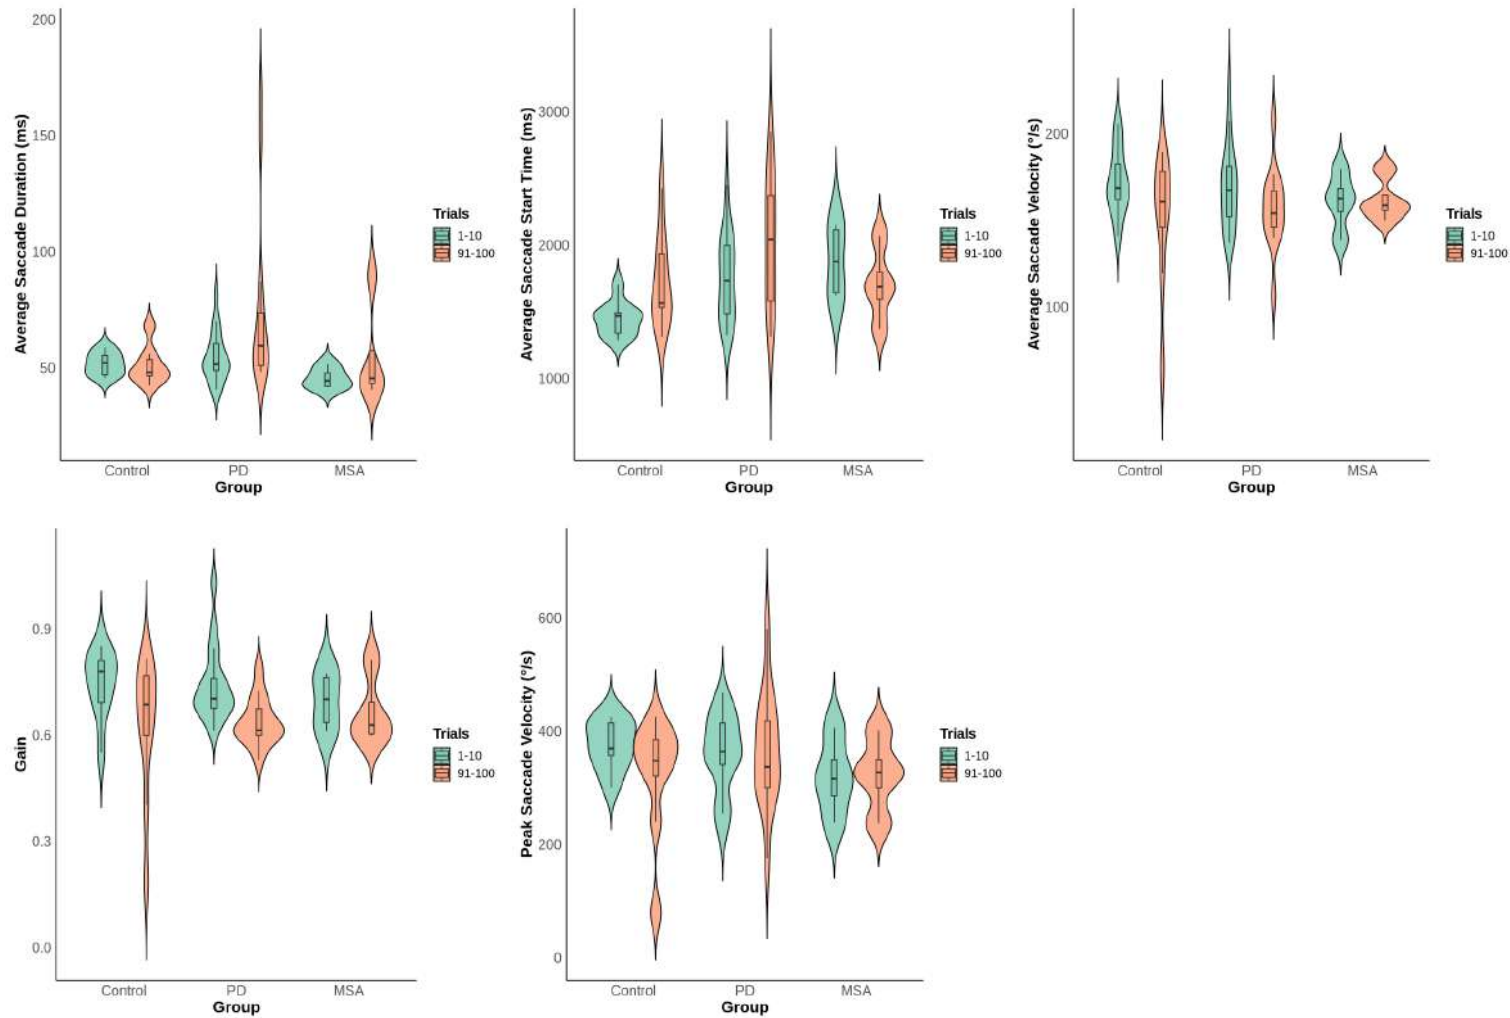 Average Saccade Duration (ms)
200
150
100
50
Control PD MSA
Group
Trials
1-10
91-100
Average Saccade Start Time (ms)
3000
2000
1000
Control PD MSA
Group
Trials
1-10
91-100
Average Saccade Velocity (°/s)
200
100
Control PD MSA
Group
Trials
1-10
91-100
Gain
0.9
0.6
0.3
0.0
Control PD MSA
Group
Trials
1-10
91-100
Peak Saccade Velocity (°/s)
600
400
200
0
Control PD MSA
Group
Trials
1-10
91-100